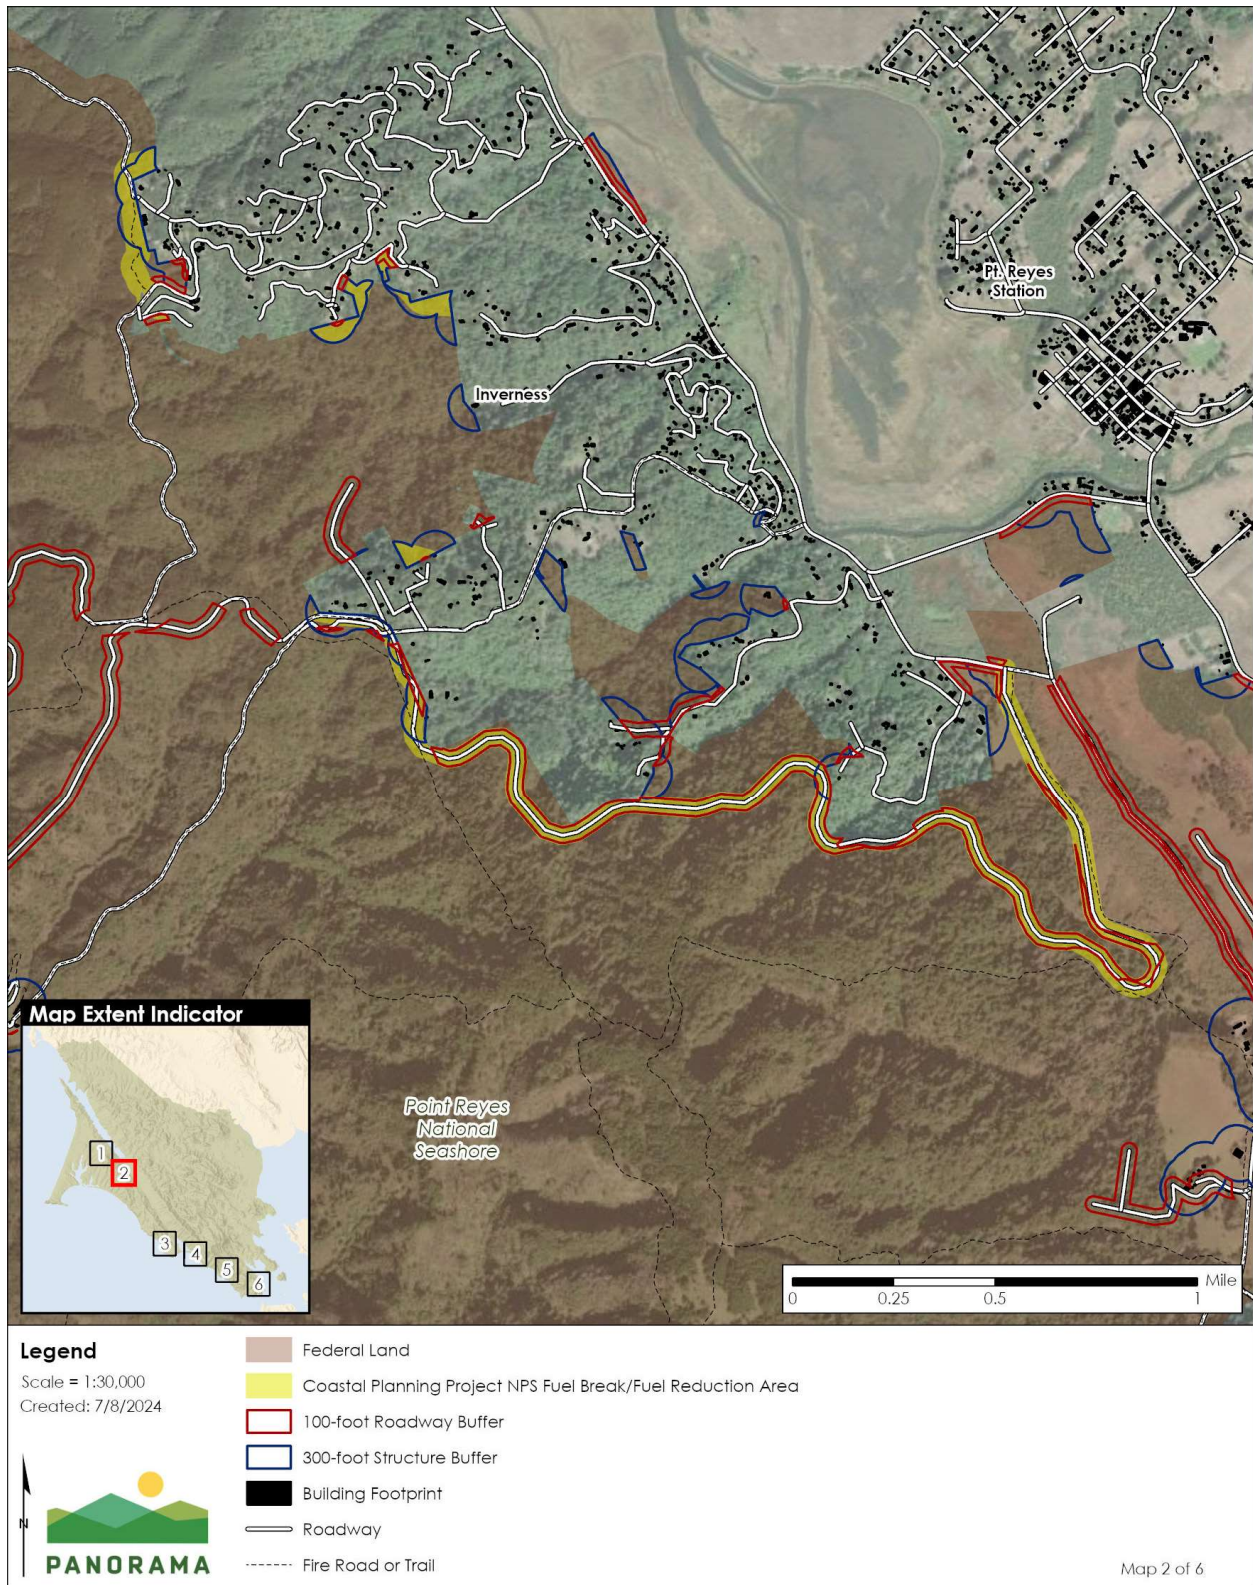 Pt. Reyes
Station
Inverness
Point Reyes
National
Seashore
Map Extent Indicator
1
2
3
4
5
6
Mile
0 0.25 0.5 1
Legend
Scale = 1:30,000
Created: 7/8/2024
N
PANORAMA
Federal Land
Coastal Planning Project NPS Fuel Break/Fuel Reduction Area
100-foot Roadway Buffer
300-foot Structure Buffer
Building Footprint
Roadway
Fire Road or Trail
Map 2 of 6